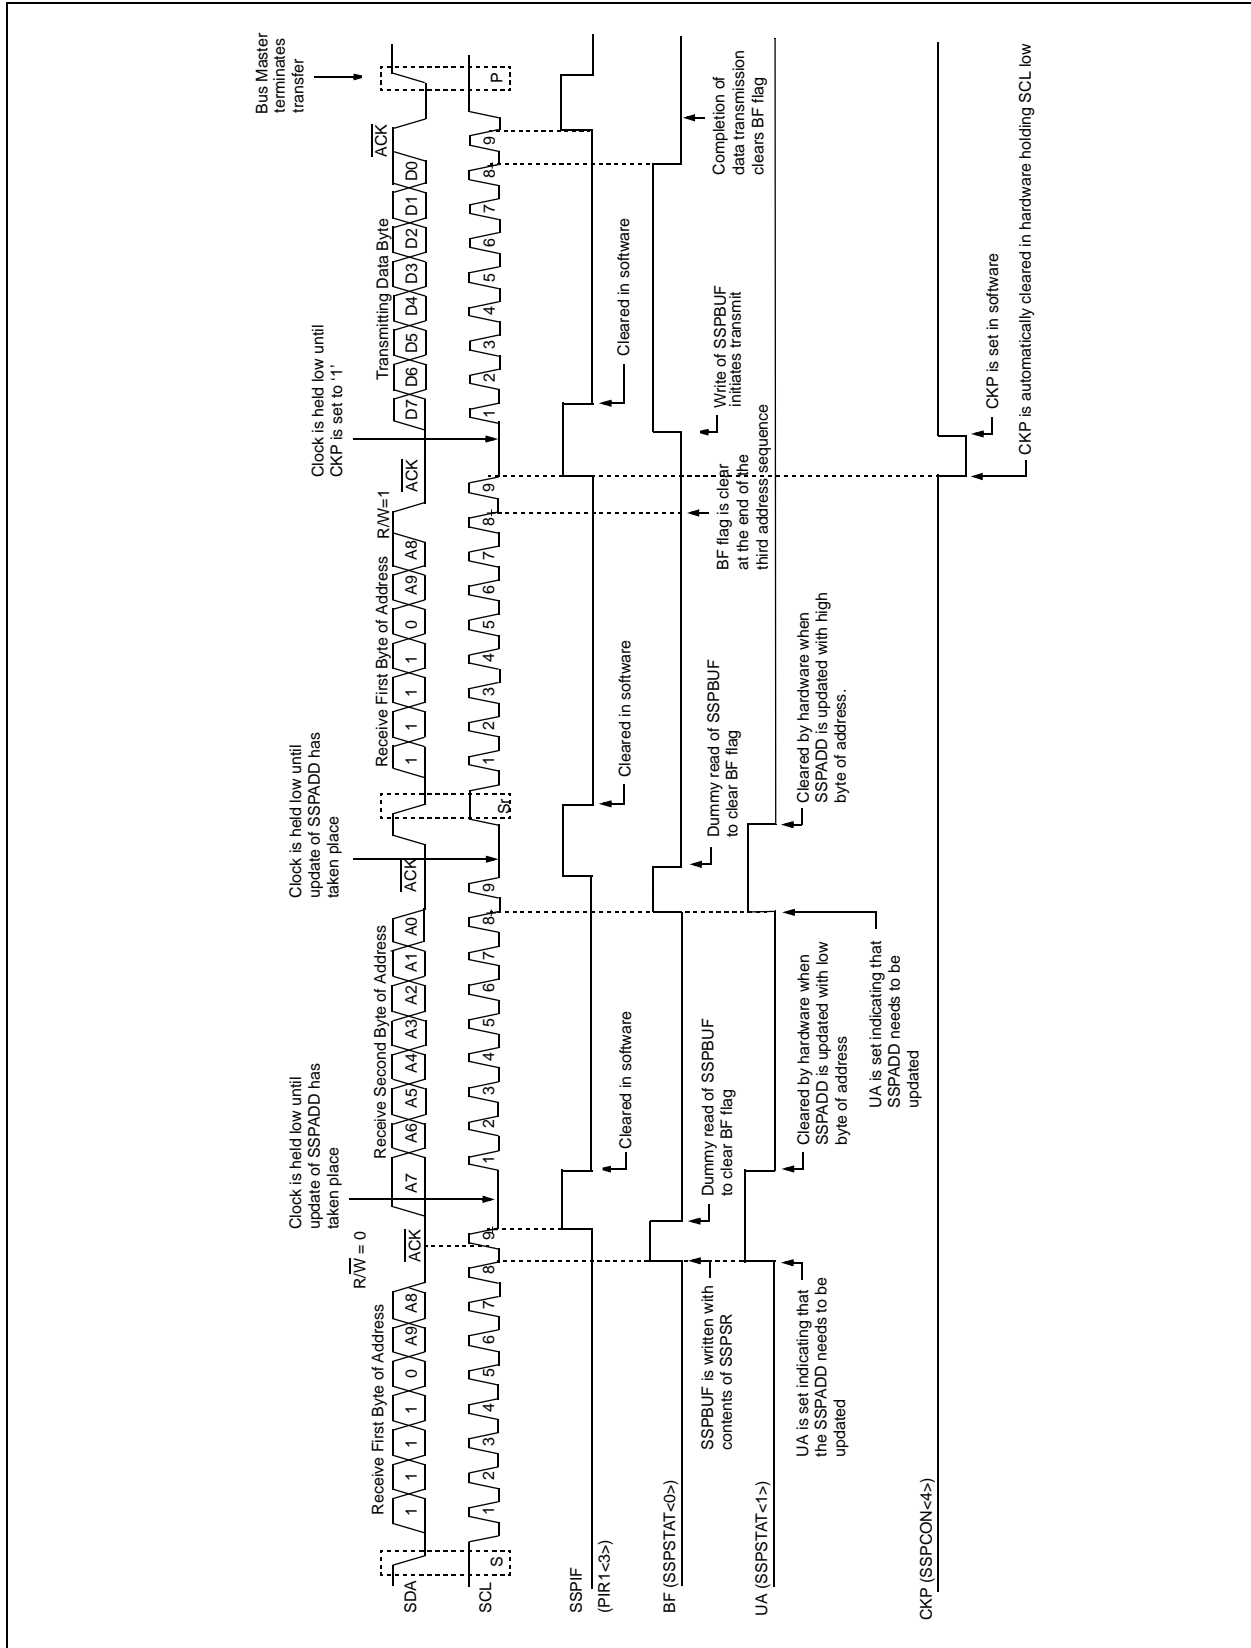 Bus Master
terminates
transfer
Clock is held low until
update of SSPADD has
taken place
Clock is held low until
update of SSPADD has
taken place
Clock is held low until
CKP is set to ‘1’
R/W = 0
Receive First Byte of Address
ACK
Receive Second Byte of Address
ACK
Receive First Byte of Address
R/W=1
ACK
Transmitting Data Byte
ACK
SDA
1 1 1 1 0 A9 A8
A7 A6 A5 A4 A3 A2 A1 A0
1 1 1 1 0 A9 A8
D7 D6 D5 D4 D3 D2 D1 D0
SCL
S
1 2 3 4 5 6 7 8 9
1 2 3 4 5 6 7 8 9
Sr
1 2 3 4 5 6 7 8 9
1 2 3 4 5 6 7 8 9
P
SSPIF
(PIR1<3>)
Cleared in software
Cleared in software
Cleared in software
BF (SSPSTAT<0>)
SSPBUF is written with
contents of SSPSR
Dummy read of SSPBUF
to clear BF flag
Dummy read of SSPBUF
to clear BF flag
BF flag is clear
at the end of the
third address sequence
Write of SSPBUF
initiates transmit
Completion of
data transmission
clears BF flag
UA (SSPSTAT<1>)
UA is set indicating that
the SSPADD needs to be
updated
Cleared by hardware when
SSPADD is updated with low
byte of address
UA is set indicating that
SSPADD needs to be
updated
Cleared by hardware when
SSPADD is updated with high
byte of address.
CKP (SSPCON<4>)
CKP is set in software
CKP is automatically cleared in hardware holding SCL low